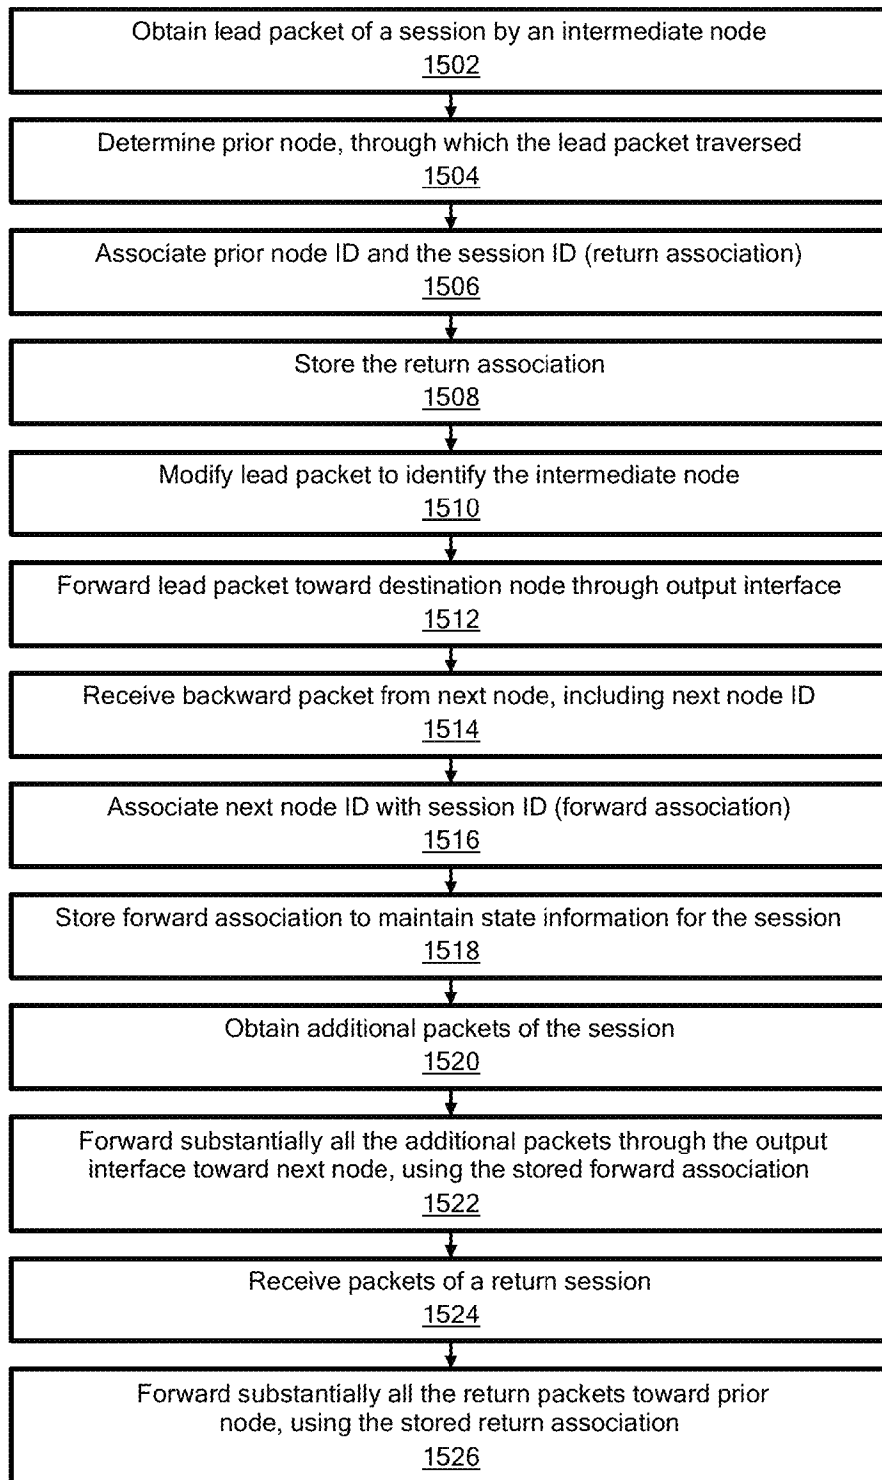 Obtain lead packet of a session by an intermediate node
1502
Determine prior node, through which the lead packet traversed
1504
Associate prior node ID and the session ID (return association)
1506
Store the return association
1508
Modify lead packet to identify the intermediate node
1510
Forward lead packet toward destination node through output interface
1512
Receive backward packet from next node, including next node ID
1514
Associate next node ID with session ID (forward association)
1516
Store forward association to maintain state information for the session
1518
Obtain additional packets of the session
1520
Forward substantially all the additional packets through the output
interface toward next node, using the stored forward association
1522
Receive packets of a return session
1524
Forward substantially all the return packets toward prior
node, using the stored return association
1526